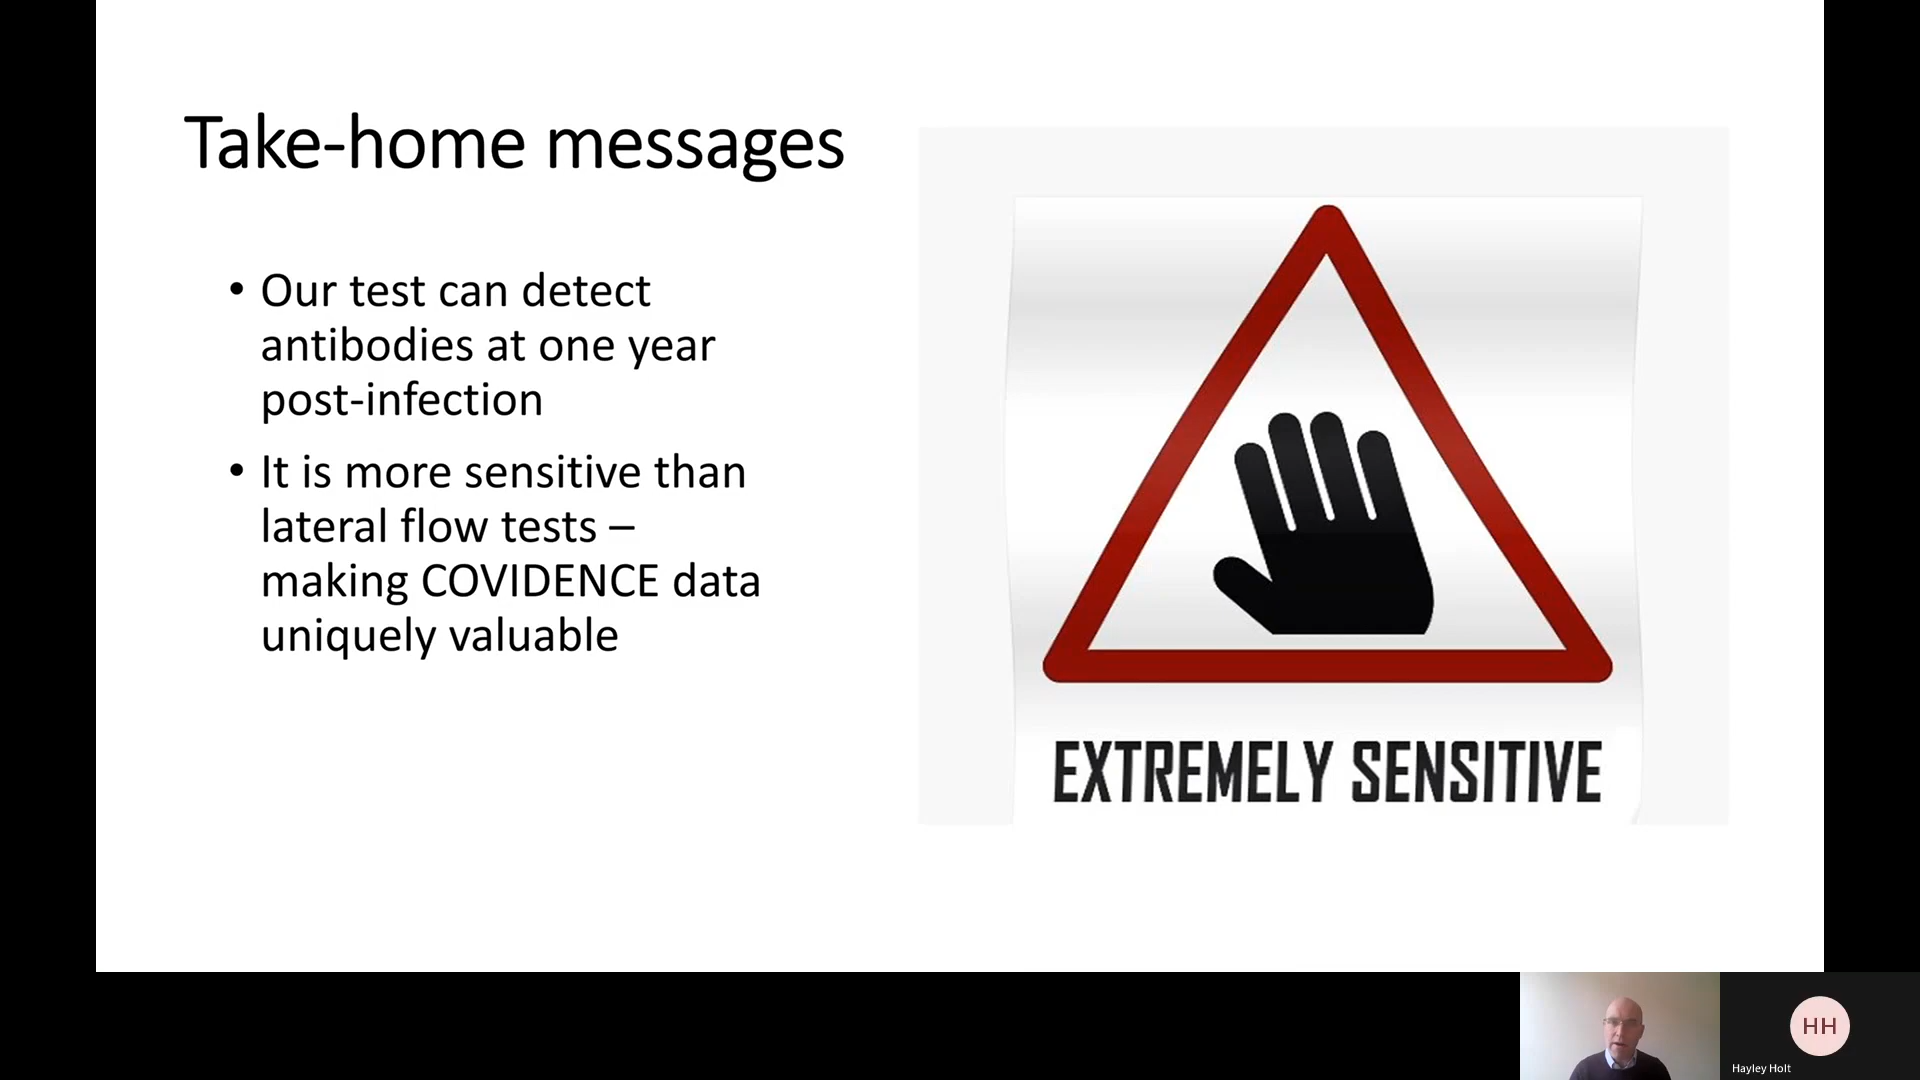 Take-home messages
• Our test can detect
antibodies at one year
post-infection
• It is more sensitive than
lateral flow tests –
making COVIDENCE data
uniquely valuable
EXTREMELY SENSITIVE
HH
Hayley Holt